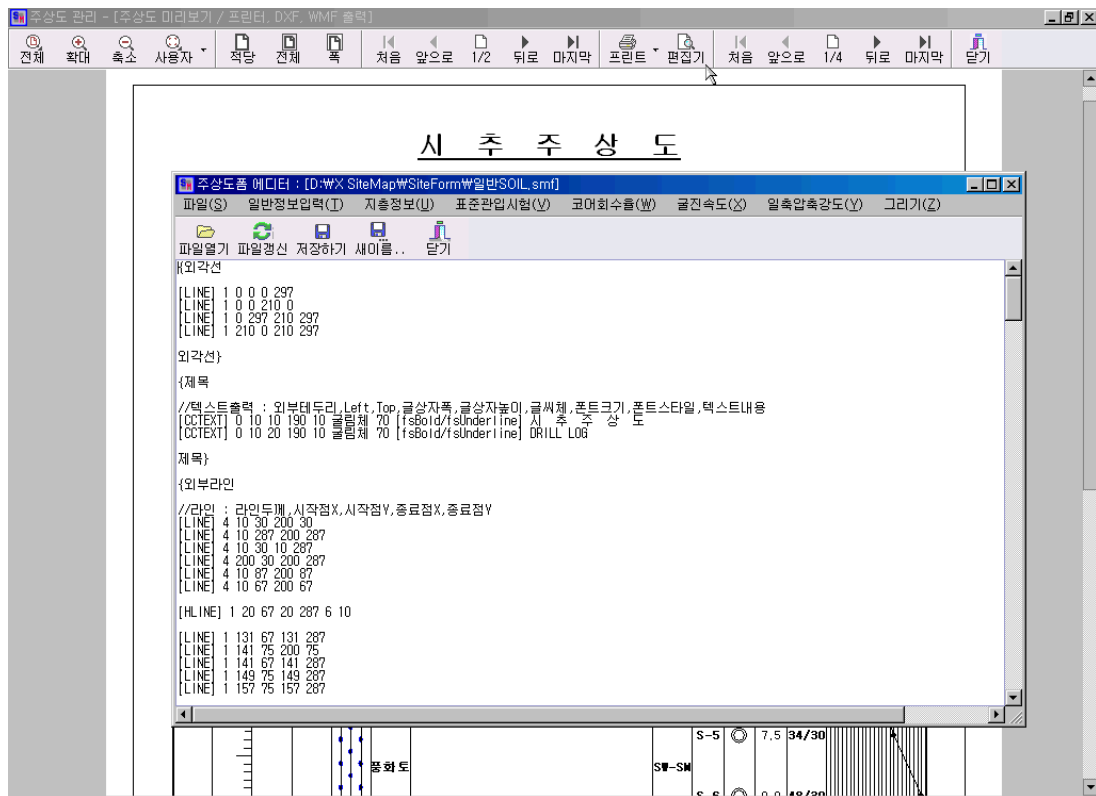 주상도 관리 - [주상도 미리보기 / 프린터, DXF, WMF 출력]
전체 확대 축소 사용자 적당 전체 폭 처음 앞으로 1/2 뒤로 마지막 프린트 편집기 처음 앞으로 1/4 뒤로 마지막 닫기
시 추 주 상 도
주상도폼 에디터 : [D:₩X SiteMap₩SiteForm₩일반SOIL.smf]
파일(S) 일반정보입력(T) 지층정보(U) 표준관입시험(V) 코어회수율(W) 굴진속도(X) 일축압축강도(Y) 그리기(Z)
파일열기 파일갱신 저장하기 새이름.. 닫기
{외각선
[LINE] 1 0 0 0 297
[LINE] 1 0 0 210 0
[LINE] 1 0 297 210 297
[LINE] 1 210 0 210 297
외각선}
{제목
//텍스트출력 : 외부테두리,Left,Top,글상자폭,글상자높이,글씨체,폰트크기,폰트스타일,텍스트내용
[CCTEXT] 0 10 10 190 10 굴림체 70 [fsBold/fsUnderline] 시 추 주 상 도
[CCTEXT] 0 10 20 190 10 굴림체 70 [fsBold/fsUnderline] DRILL LOG
제목}
{외부라인
//라인 : 라인두께,시작점X,시작점Y,종료점X,종료점Y
[LINE] 4 10 30 200 30
[LINE] 4 10 287 200 287
[LINE] 4 10 30 10 287
[LINE] 4 200 30 200 287
[LINE] 4 10 87 200 87
[LINE] 4 10 67 200 67
[HLINE] 1 20 67 20 287 6 10
[LINE] 1 131 67 131 287
[LINE] 1 141 75 200 75
[LINE] 1 141 67 141 287
[LINE] 1 149 75 149 287
[LINE] 1 157 75 157 287
S-5 7.5 34/30
풍화토 SW-SM